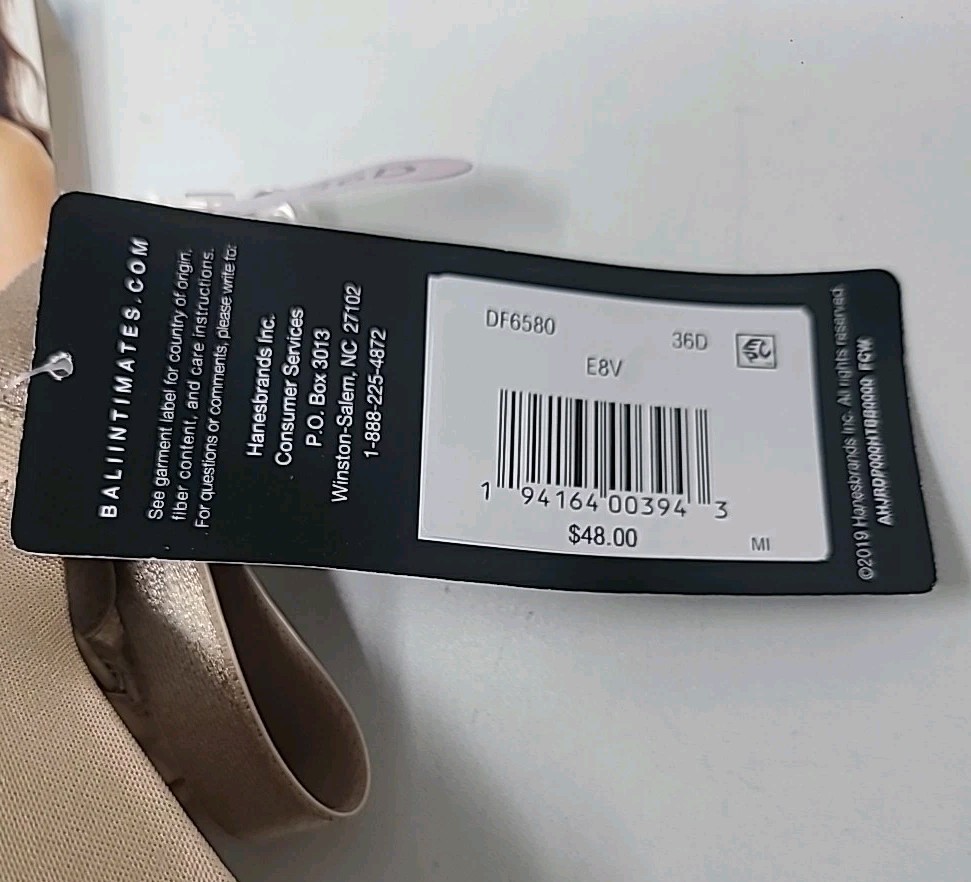 BALIINTIMATES.COM
See garment label for country of origin,
fiber content, and care instructions.
For questions or comments, please write to:
Hanesbrands Inc.
Consumer Services
P.O. Box 3013
Winston-Salem, NC 27102
1-888-225-4872
DF6580
36D
E8V
1 94164 00394 3
$48.00
MI
©2019 Hanesbrands Inc. All rights reserved.